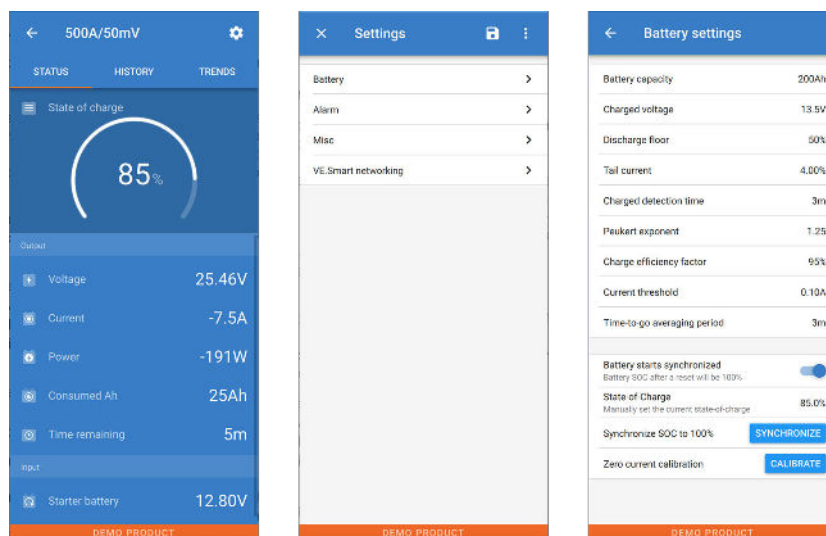 500A/50mV
STATUS HISTORY TRENDS
State of charge
85%
Output
Voltage 25.46V
Current -7.5A
Power -191W
Consumed Ah 25Ah
Time remaining 5m
Input
Starter battery 12.80V
DEMO PRODUCT
Settings
Battery
Alarm
Misc
VE.Smart networking
DEMO PRODUCT
Battery settings
Battery capacity 200Ah
Charged voltage 13.5V
Discharge floor 50%
Tail current 4.00%
Charged detection time 3m
Peukert exponent 1.25
Charge efficiency factor 95%
Current threshold 0.10A
Time-to-go averaging period 3m
Battery starts synchronized
Battery SOC after a reset will be 100%
State of Charge 85.0%
Manually set the current state-of-charge
Synchronize SOC to 100% SYNCHRONIZE
Zero current calibration CALIBRATE
DEMO PRODUCT